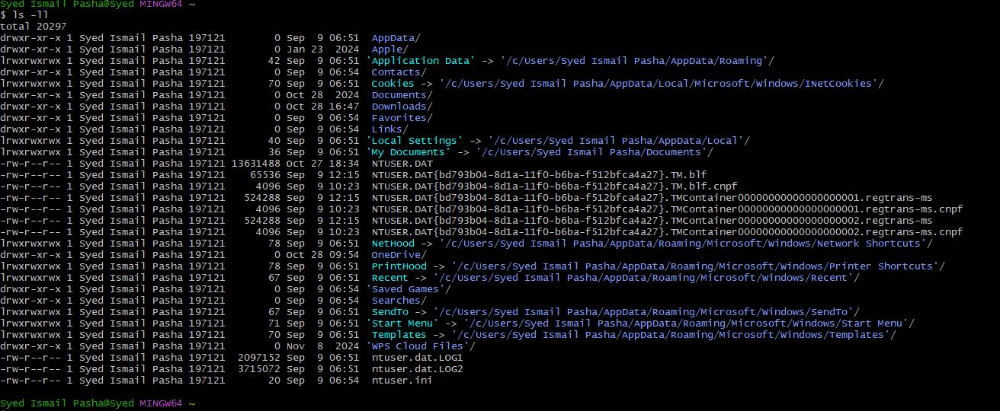 Syed Ismail Pasha@Syed MINGW64 ~
$ ls -ll
total 20297
drwxr-xr-x 1 Syed Ismail Pasha 197121        0 Sep  9 06:51  AppData/
drwxr-xr-x 1 Syed Ismail Pasha 197121        0 Jan 23  2024  Apple/
lrwxrwxrwx 1 Syed Ismail Pasha 197121       42 Sep  9 06:51 'Application Data' -> '/c/Users/Syed Ismail Pasha/AppData/Roaming'/
drwxr-xr-x 1 Syed Ismail Pasha 197121        0 Sep  9 06:54  Contacts/
lrwxrwxrwx 1 Syed Ismail Pasha 197121       70 Sep  9 06:51  Cookies -> '/c/Users/Syed Ismail Pasha/AppData/Local/Microsoft/Windows/INetCookies'/
drwxr-xr-x 1 Syed Ismail Pasha 197121        0 Oct 28  2024  Documents/
drwxr-xr-x 1 Syed Ismail Pasha 197121        0 Oct 28 16:47  Downloads/
drwxr-xr-x 1 Syed Ismail Pasha 197121        0 Sep  9 06:54  Favorites/
drwxr-xr-x 1 Syed Ismail Pasha 197121        0 Sep  9 06:54  Links/
lrwxrwxrwx 1 Syed Ismail Pasha 197121       40 Sep  9 06:51 'Local Settings' -> '/c/Users/Syed Ismail Pasha/AppData/Local'/
lrwxrwxrwx 1 Syed Ismail Pasha 197121       36 Sep  9 06:51 'My Documents' -> '/c/Users/Syed Ismail Pasha/Documents'/
-rw-r--r-- 1 Syed Ismail Pasha 197121 13631488 Oct 27 18:34  NTUSER.DAT
-rw-r--r-- 1 Syed Ismail Pasha 197121    65536 Sep  9 12:15  NTUSER.DAT{bd793b04-8d1a-11f0-b6ba-f512bfca4a27}.TM.blf
-rw-r--r-- 1 Syed Ismail Pasha 197121     4096 Sep  9 10:23  NTUSER.DAT{bd793b04-8d1a-11f0-b6ba-f512bfca4a27}.TM.blf.cnpf
-rw-r--r-- 1 Syed Ismail Pasha 197121   524288 Sep  9 12:15  NTUSER.DAT{bd793b04-8d1a-11f0-b6ba-f512bfca4a27}.TMContainer00000000000000000001.regtrans-ms
-rw-r--r-- 1 Syed Ismail Pasha 197121     4096 Sep  9 10:23  NTUSER.DAT{bd793b04-8d1a-11f0-b6ba-f512bfca4a27}.TMContainer00000000000000000001.regtrans-ms.cnpf
-rw-r--r-- 1 Syed Ismail Pasha 197121   524288 Sep  9 12:15  NTUSER.DAT{bd793b04-8d1a-11f0-b6ba-f512bfca4a27}.TMContainer00000000000000000002.regtrans-ms
-rw-r--r-- 1 Syed Ismail Pasha 197121     4096 Sep  9 10:23  NTUSER.DAT{bd793b04-8d1a-11f0-b6ba-f512bfca4a27}.TMContainer00000000000000000002.regtrans-ms.cnpf
lrwxrwxrwx 1 Syed Ismail Pasha 197121       78 Sep  9 06:51  NetHood -> '/c/Users/Syed Ismail Pasha/AppData/Roaming/Microsoft/Windows/Network Shortcuts'/
drwxr-xr-x 1 Syed Ismail Pasha 197121        0 Oct 28 09:54  OneDrive/
lrwxrwxrwx 1 Syed Ismail Pasha 197121       78 Sep  9 06:51  PrintHood -> '/c/Users/Syed Ismail Pasha/AppData/Roaming/Microsoft/Windows/Printer Shortcuts'/
lrwxrwxrwx 1 Syed Ismail Pasha 197121       67 Sep  9 06:51  Recent -> '/c/Users/Syed Ismail Pasha/AppData/Roaming/Microsoft/Windows/Recent'/
drwxr-xr-x 1 Syed Ismail Pasha 197121        0 Sep  9 06:54 'Saved Games'/
drwxr-xr-x 1 Syed Ismail Pasha 197121        0 Sep  9 06:54  Searches/
lrwxrwxrwx 1 Syed Ismail Pasha 197121       67 Sep  9 06:51  SendTo -> '/c/Users/Syed Ismail Pasha/AppData/Roaming/Microsoft/Windows/SendTo'/
lrwxrwxrwx 1 Syed Ismail Pasha 197121       71 Sep  9 06:51 'Start Menu' -> '/c/Users/Syed Ismail Pasha/AppData/Roaming/Microsoft/Windows/Start Menu'/
lrwxrwxrwx 1 Syed Ismail Pasha 197121       70 Sep  9 06:51  Templates -> '/c/Users/Syed Ismail Pasha/AppData/Roaming/Microsoft/Windows/Templates'/
drwxr-xr-x 1 Syed Ismail Pasha 197121        0 Nov  8  2024 'WPS Cloud Files'/
-rw-r--r-- 1 Syed Ismail Pasha 197121  2097152 Sep  9 06:51  ntuser.dat.LOG1
-rw-r--r-- 1 Syed Ismail Pasha 197121  3715072 Sep  9 06:51  ntuser.dat.LOG2
-rw-r--r-- 1 Syed Ismail Pasha 197121       20 Sep  9 06:54  ntuser.ini
Syed Ismail Pasha@Syed MINGW64 ~